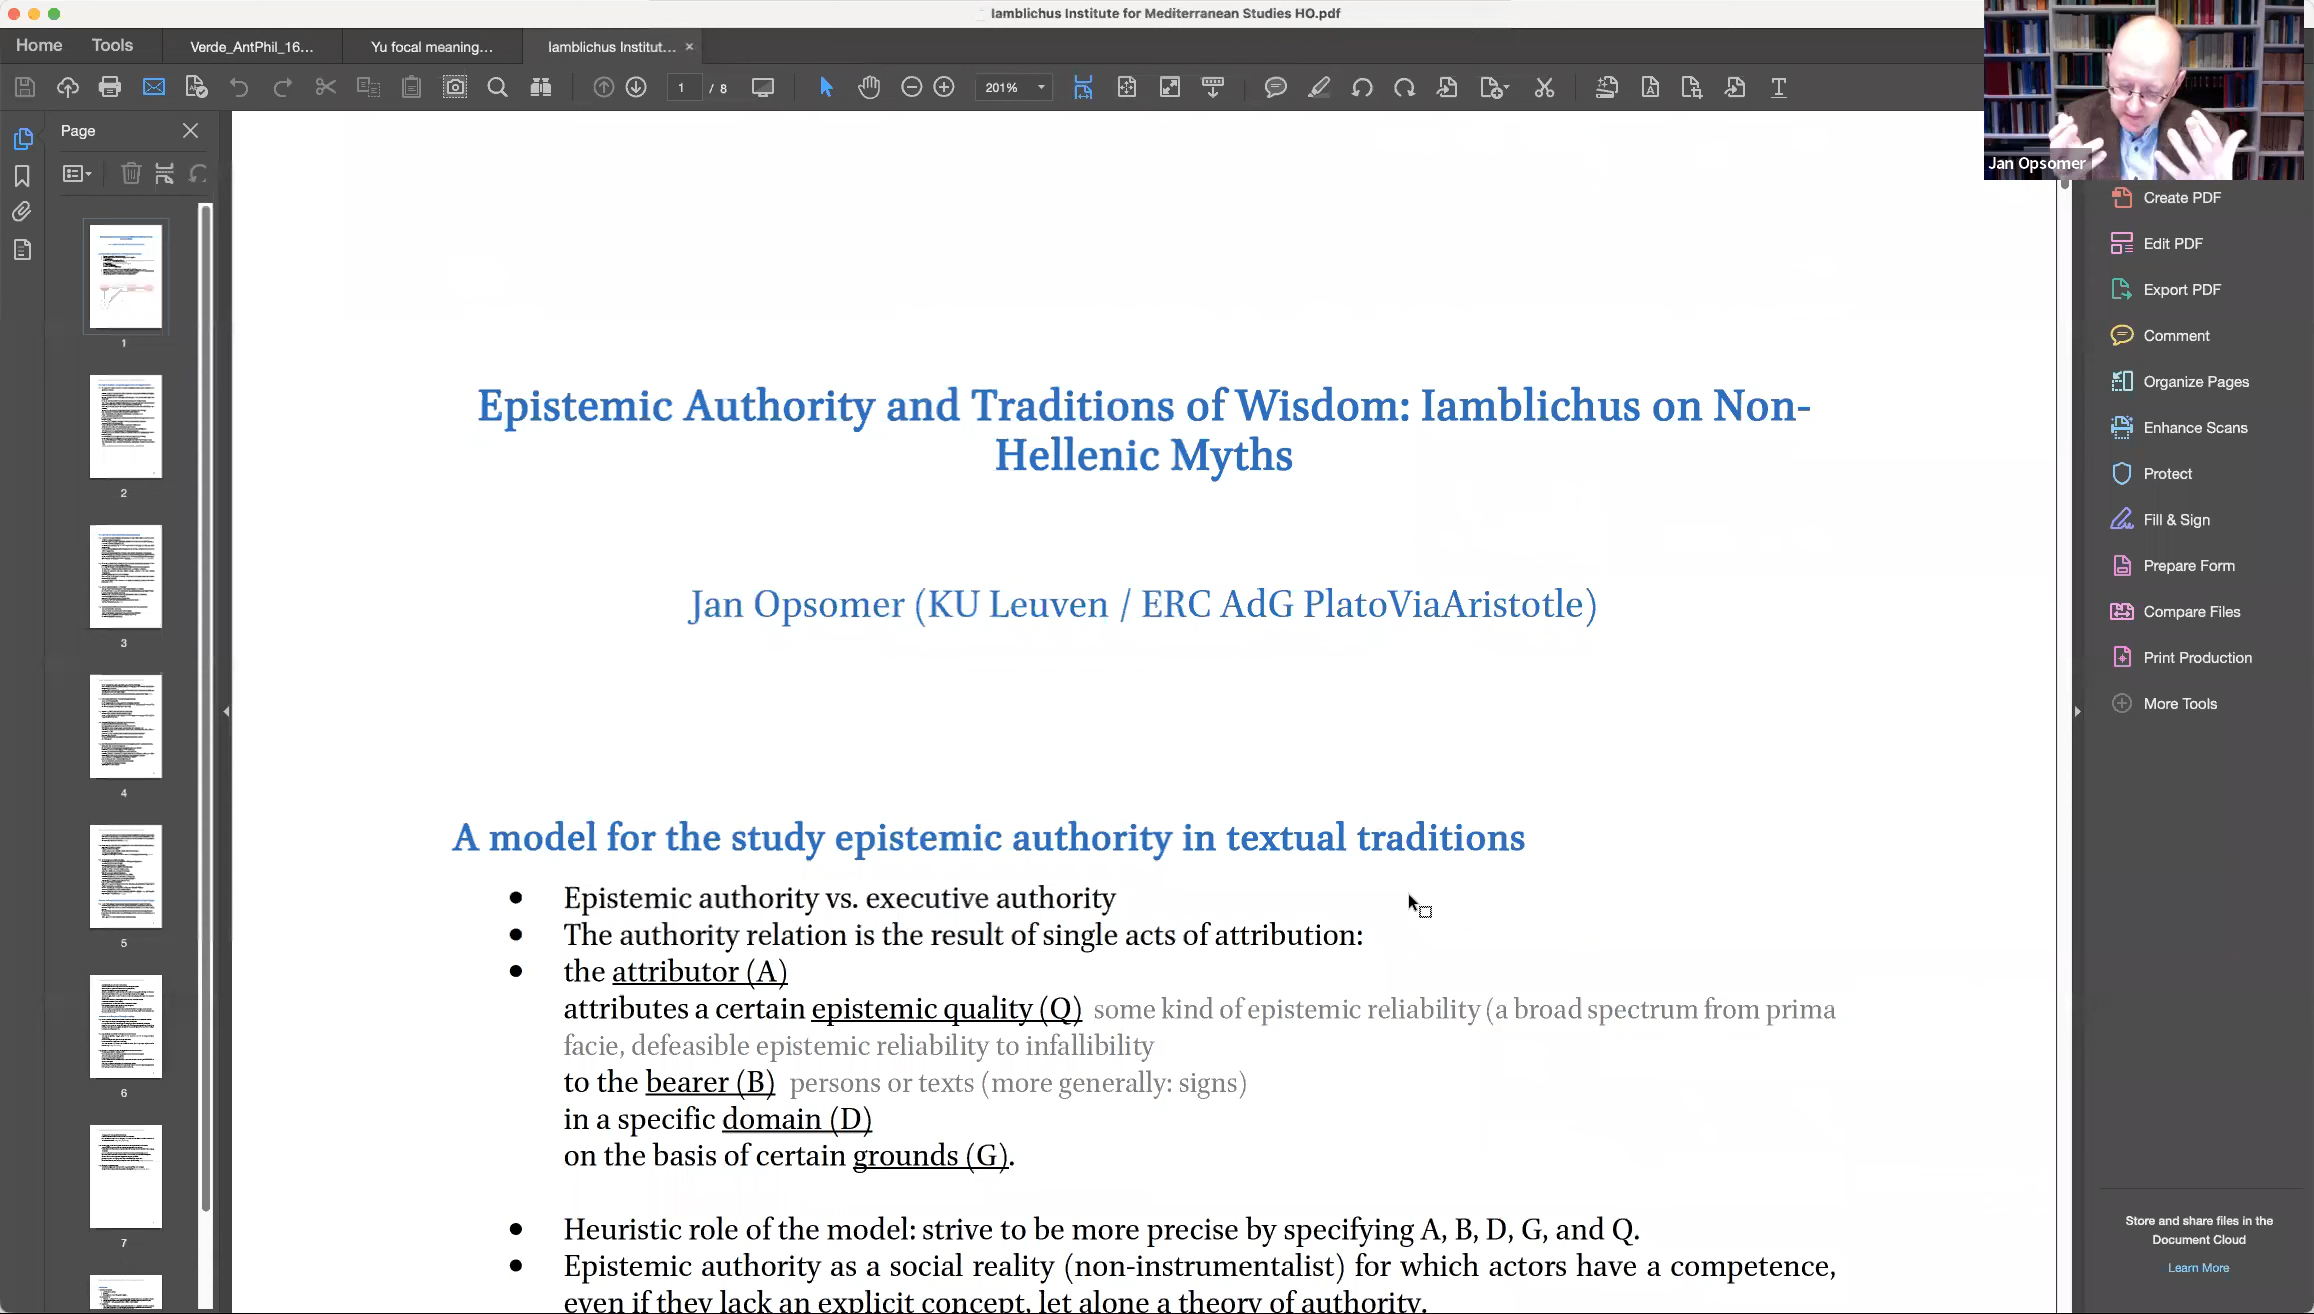 Iamblichus Institute for Mediterranean Studies HO.pdf
Home
Tools
Verde_AntPhil_16...
Yu focal meaning...
Iamblichus Institut... ×
1 / 8
201%
Page
1
2
3
4
5
6
7
Epistemic Authority and Traditions of Wisdom: Iamblichus on Non-
Hellenic Myths
Jan Opsomer (KU Leuven / ERC AdG PlatoViaAristotle)
A model for the study epistemic authority in textual traditions
● Epistemic authority vs. executive authority
● The authority relation is the result of single acts of attribution:
● the attributor (A)
attributes a certain epistemic quality (Q) some kind of epistemic reliability (a broad spectrum from prima
facie, defeasible epistemic reliability to infallibility
to the bearer (B) persons or texts (more generally: signs)
in a specific domain (D)
on the basis of certain grounds (G).
● Heuristic role of the model: strive to be more precise by specifying A, B, D, G, and Q.
● Epistemic authority as a social reality (non-instrumentalist) for which actors have a competence,
even if they lack an explicit concept, let alone a theory of authority.
Jan Opsomer
Create PDF
Edit PDF
Export PDF
Comment
Organize Pages
Enhance Scans
Protect
Fill & Sign
Prepare Form
Compare Files
Print Production
More Tools
Store and share files in the
Document Cloud
Learn More